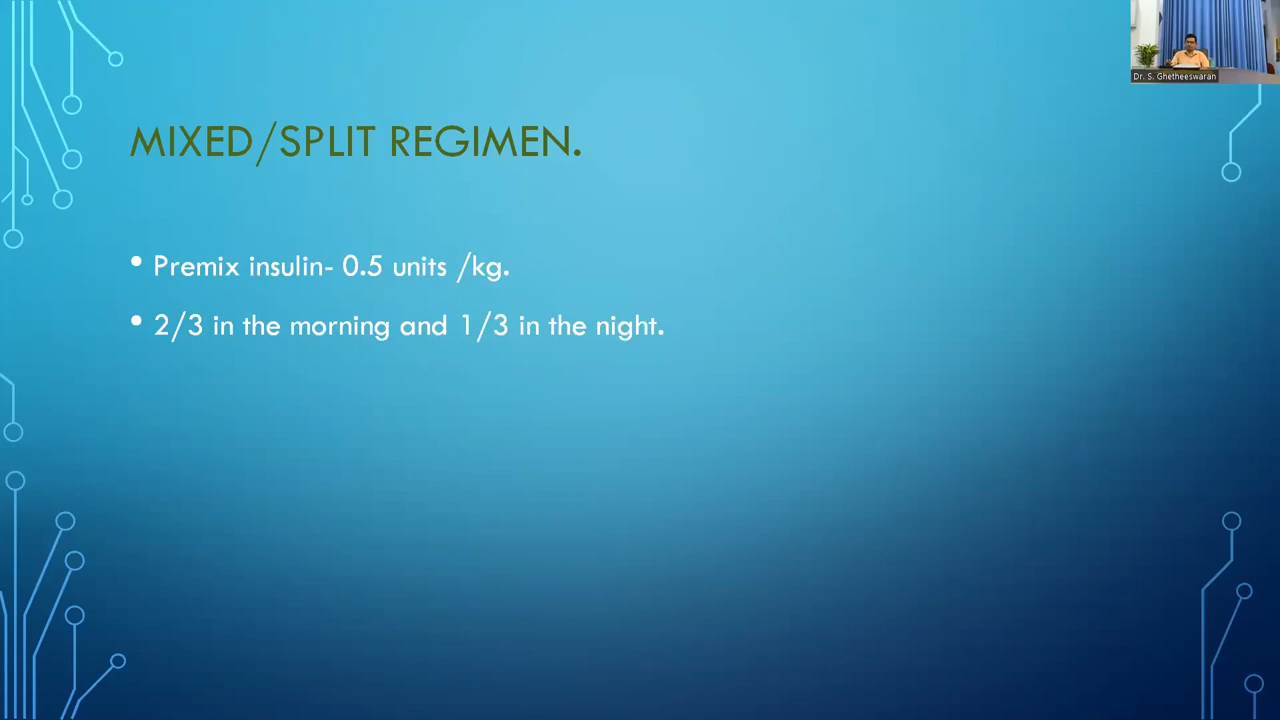 Dr. S. Ghetheeswaran
MIXED/SPLIT REGIMEN.
• Premix insulin- 0.5 units /kg.
• 2/3 in the morning and 1/3 in the night.